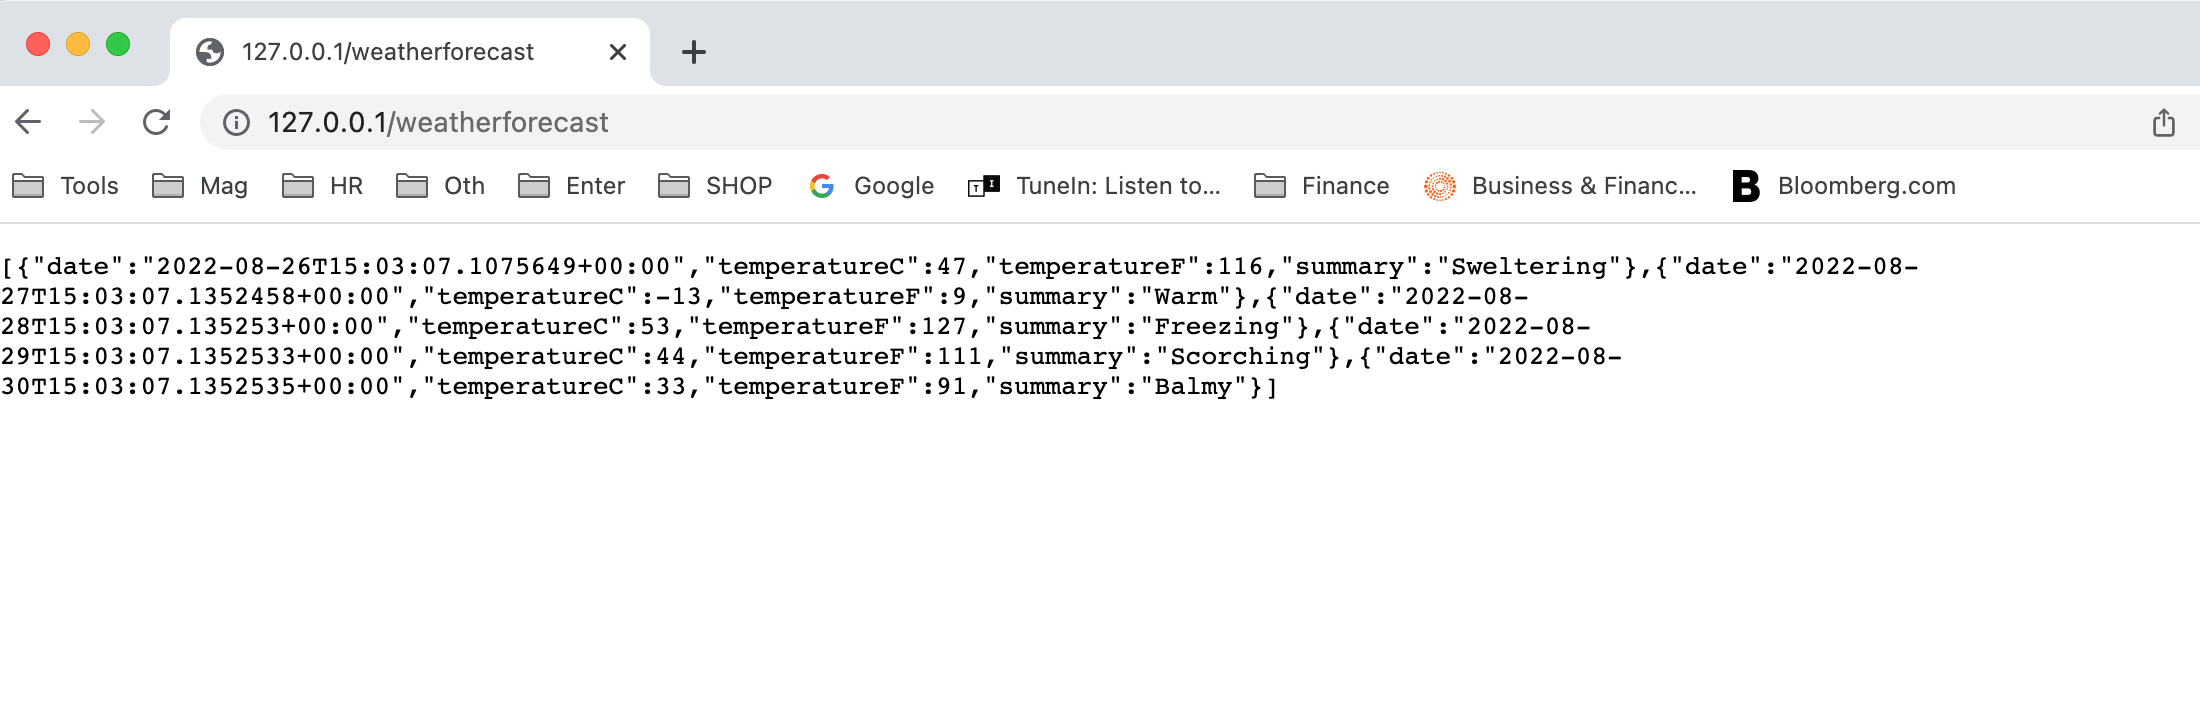 127.0.0.1/weatherforecast
127.0.0.1/weatherforecast
Tools Mag HR Oth Enter SHOP Google TuneIn: Listen to... Finance Business & Financ... Bloomberg.com
[{"date":"2022-08-26T15:03:07.1075649+00:00","temperatureC":47,"temperatureF":116,"summary":"Sweltering"},{"date":"2022-08-
27T15:03:07.1352458+00:00","temperatureC":-13,"temperatureF":9,"summary":"Warm"},{"date":"2022-08-
28T15:03:07.135253+00:00","temperatureC":53,"temperatureF":127,"summary":"Freezing"},{"date":"2022-08-
29T15:03:07.1352533+00:00","temperatureC":44,"temperatureF":111,"summary":"Scorching"},{"date":"2022-08-
30T15:03:07.1352535+00:00","temperatureC":33,"temperatureF":91,"summary":"Balmy"}]